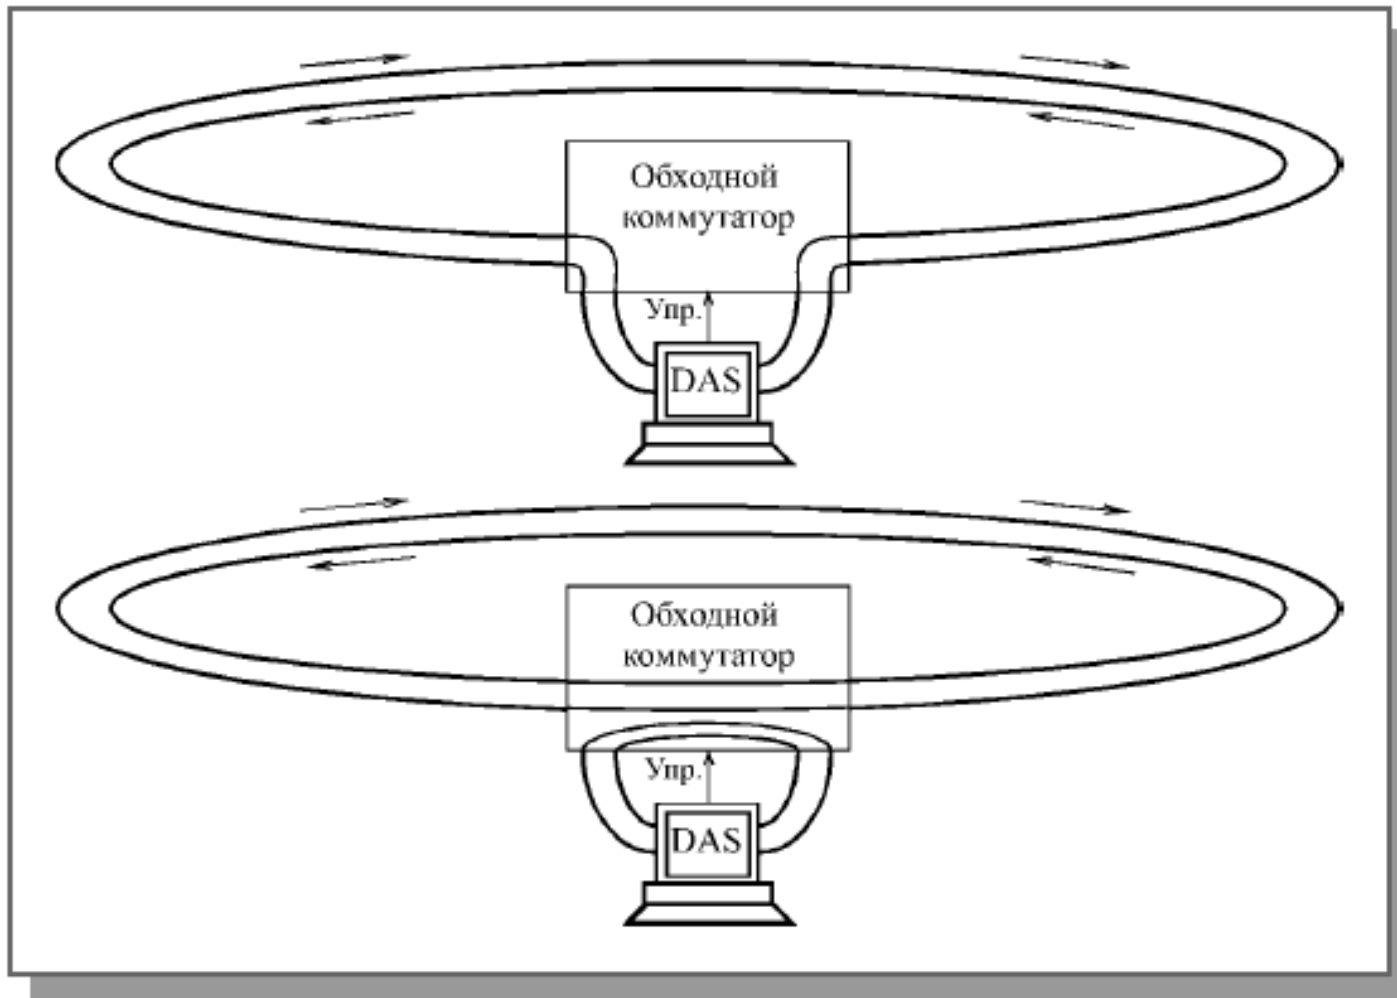 Обходной
коммутатор
Упр.
DAS
Обходной
коммутатор
Упр.
DAS